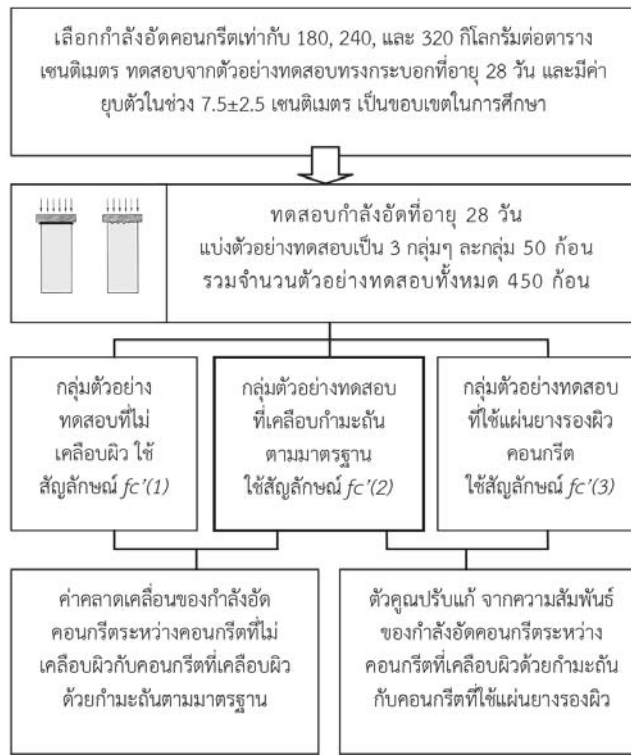 เลือกกำลังอัดคอนกรีตเท่ากับ 180, 240, และ 320 กิโลกรัมต่อตาราง
เซนติเมตร ทดสอบจากตัวอย่างทดสอบทรงกระบอกที่อายุ 28 วัน และมีค่า
ยุบตัวในช่วง 7.5±2.5 เซนติเมตร เป็นขอบเขตในการศึกษา
ทดสอบกำลังอัดที่อายุ 28 วัน
แบ่งตัวอย่างทดสอบเป็น 3 กลุ่มๆ ละกลุ่ม 50 ก้อน
รวมจำนวนตัวอย่างทดสอบทั้งหมด 450 ก้อน
กลุ่มตัวอย่าง
ทดสอบที่ไม่
เคลือบผิว ใช้
สัญลักษณ์ fc'(1)
กลุ่มตัวอย่างทดสอบ
ที่เคลือบกำมะถัน
ตามมาตรฐาน
ใช้สัญลักษณ์ fc'(2)
กลุ่มตัวอย่างทดสอบ
ที่ใช้แผ่นยางรองผิว
คอนกรีต
ใช้สัญลักษณ์ fc'(3)
ค่าคลาดเคลื่อนของกำลังอัด
คอนกรีตระหว่างคอนกรีตที่ไม่
เคลือบผิวกับคอนกรีตที่เคลือบผิว
ด้วยกำมะถันตามมาตรฐาน
ตัวคูณปรับแก้ จากความสัมพันธ์
ของกำลังอัดคอนกรีตระหว่าง
คอนกรีตที่เคลือบผิวด้วยกำมะถัน
กับคอนกรีตที่ใช้แผ่นยางรองผิว